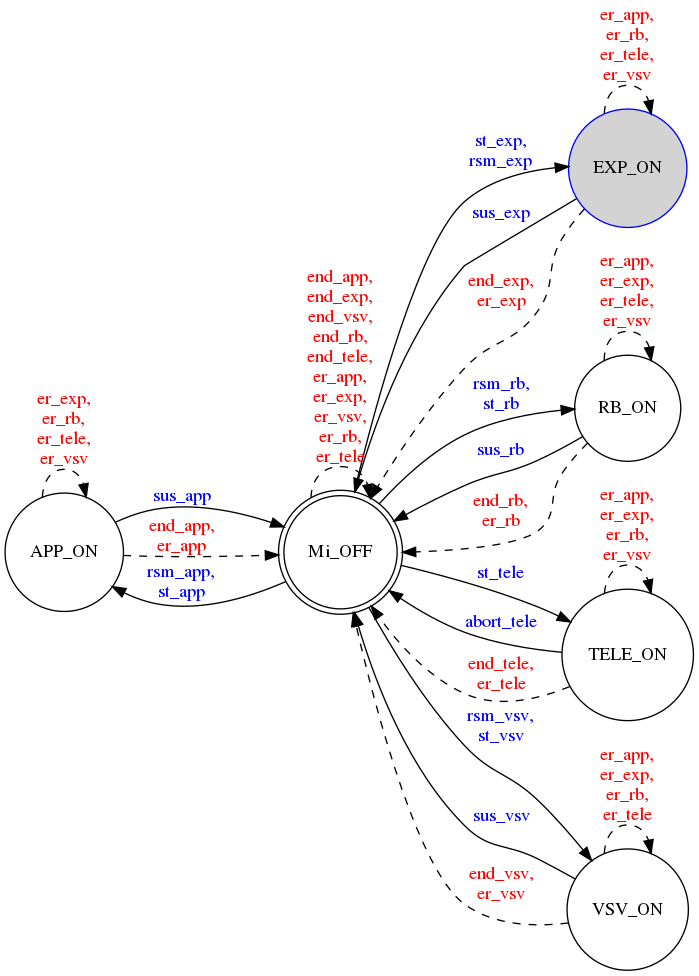 er_app,
er_rb,
er_tele,
er_vsv
EXP_ON
st_exp,
rsm_exp
sus_exp
end_exp,
er_exp
er_app,
er_exp,
er_tele,
er_vsv
RB_ON
rsm_rb,
st_rb
sus_rb
end_rb,
er_rb
end_app,
end_exp,
end_vsv,
end_rb,
end_tele,
er_app,
er_exp,
er_vsv,
er_rb,
er_tele
Mi_OFF
er_exp,
er_rb,
er_tele,
er_vsv
APP_ON
sus_app
end_app,
er_app
rsm_app,
st_app
er_app,
er_exp,
er_rb,
er_vsv
TELE_ON
st_tele
abort_tele
end_tele,
er_tele
rsm_vsv,
st_vsv
sus_vsv
end_vsv,
er_vsv
er_app,
er_exp,
er_rb,
er_tele
VSV_ON